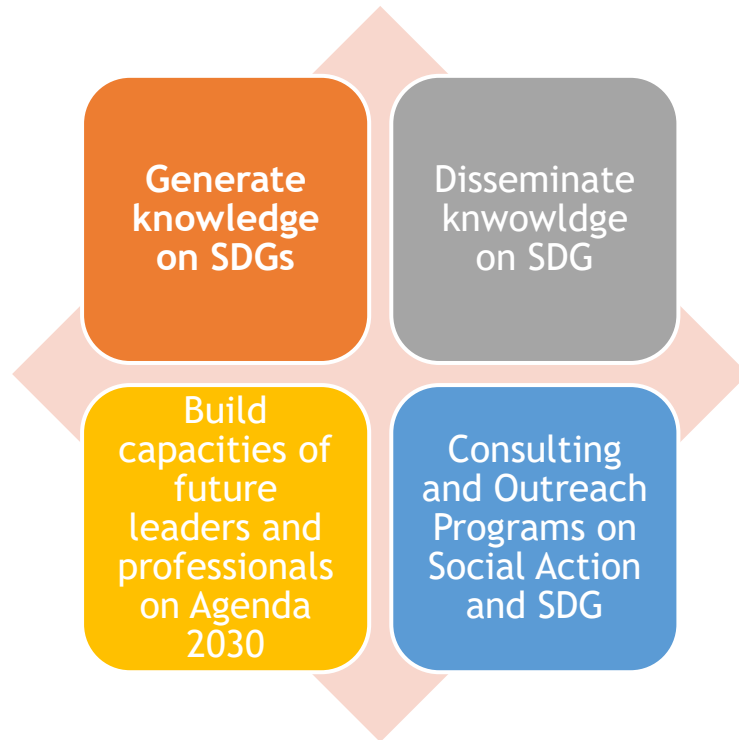 Generate
knowledge
on SDGs
Disseminate
knwowldge
on SDG
Build
capacities of
future
leaders and
professionals
on Agenda
2030
Consulting
and Outreach
Programs on
Social Action
and SDG